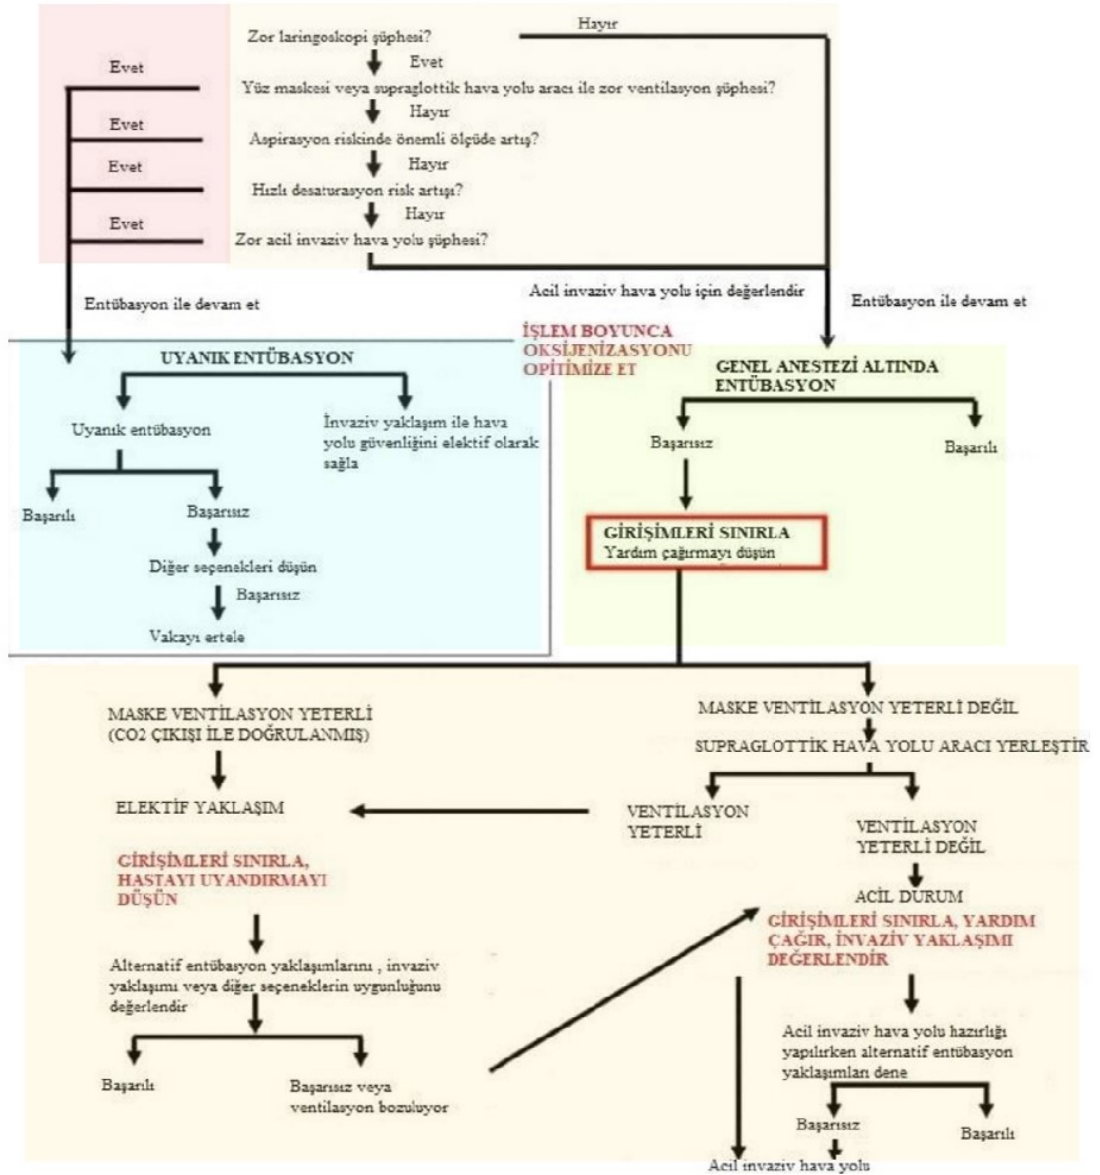 Zor laringoskopi şüphesi?
Hayır
Evet
Evet
Yüz maskesi veya supraglottik hava yolu aracı ile zor ventilasyon şüphesi?
Hayır
Evet
Aspirasyon riskinde önemli ölçüde artış?
Hayır
Evet
Hızlı desaturasyon risk artışı?
Hayır
Evet
Zor acil invaziv hava yolu şüphesi?
Entübasyon ile devam et
Acil invaziv hava yolu için değerlendir
Entübasyon ile devam et
İŞLEM BOYUNCA
OKSİJENİZASYONU
OPİTİMİZE ET
UYANIK ENTÜBASYON
Uyanık entübasyon
İnvaziv yaklaşım ile hava
yolu güvenliğini elektif olarak
sağla
Başarılı
Başarısız
Diğer seçenekleri düşün
Başarısız
Vakayı ertele
GENEL ANESTEZİ ALTINDA
ENTÜBASYON
Başarısız
Başarılı
GİRİŞİMLERİ SINIRLA
Yardım çağırmayı düşün
MASKE VENTİLASYON YETERLİ
(CO2 ÇIKIŞI İLE DOĞRULANMIŞ)
ELEKTİF YAKLAŞIM
GİRİŞİMLERİ SINIRLA,
HASTAYI UYANDIRMAYI
DÜŞÜN
Alternatif entübasyon yaklaşımlarını , invaziv
yaklaşımı veya diğer seçeneklerin uygunluğunu
değerlendir
Başarılı
Başarısız veya
ventilasyon bozuluyor
MASKE VENTİLASYON YETERLİ DEĞİL
SUPRAGLOTTİK HAVA YOLU ARACI YERLEŞTİR
VENTİLASYON
YETERLİ
VENTİLASYON
YETERLİ DEĞİL
ACİL DURUM
GİRİŞİMLERİ SINIRLA, YARDIM
ÇAĞIR, İNVAZİV YAKLAŞIMI
DEĞERLENDİR
Acil invaziv hava yolu hazırlığı
yapılırken alternatif entübasyon
yaklaşımları dene
Başarısız
Başarılı
Acil invaziv hava yolu